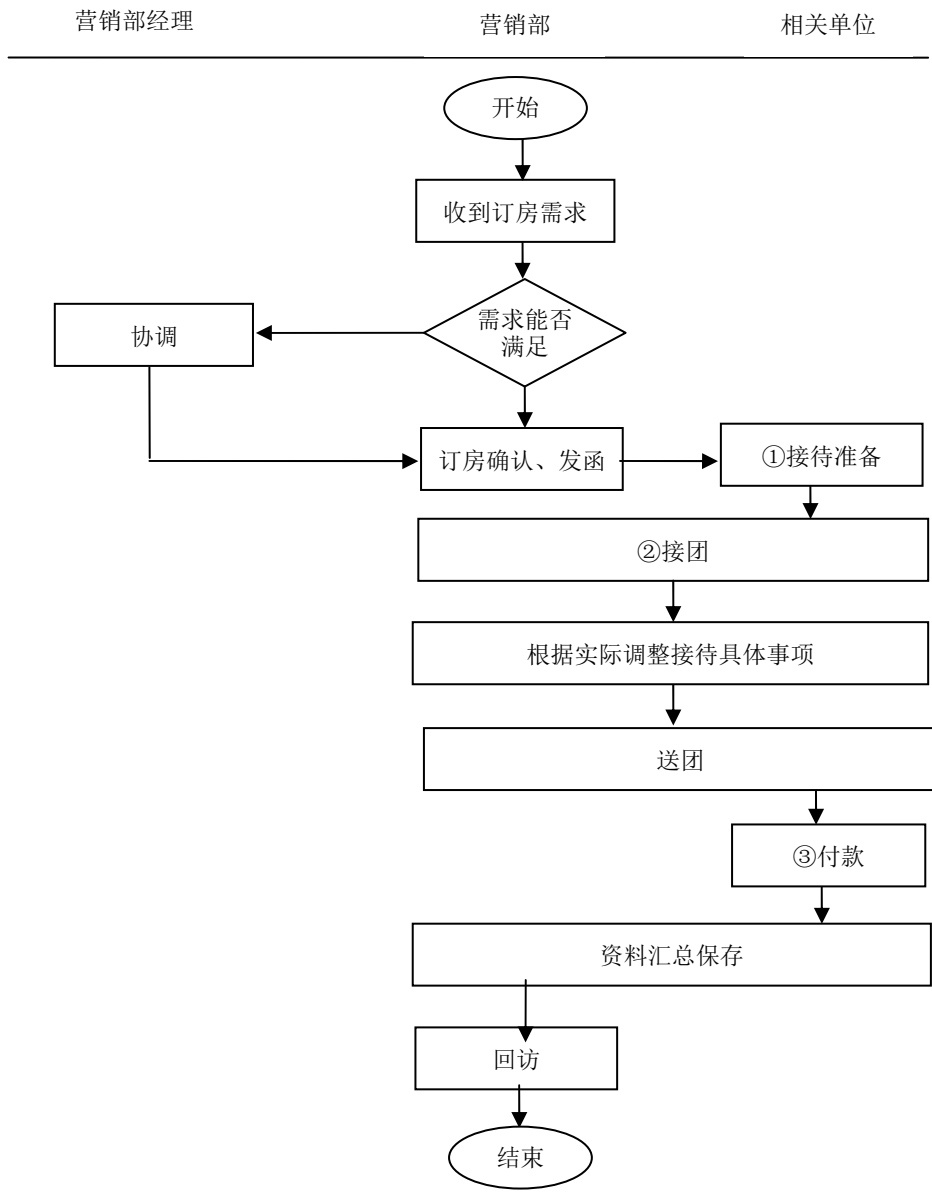 营销部经理
营销部
相关单位
开始
收到订房需求
需求能否
满足
协调
订房确认、发函
①接待准备
②接团
根据实际调整接待具体事项
送团
③付款
资料汇总保存
回访
结束